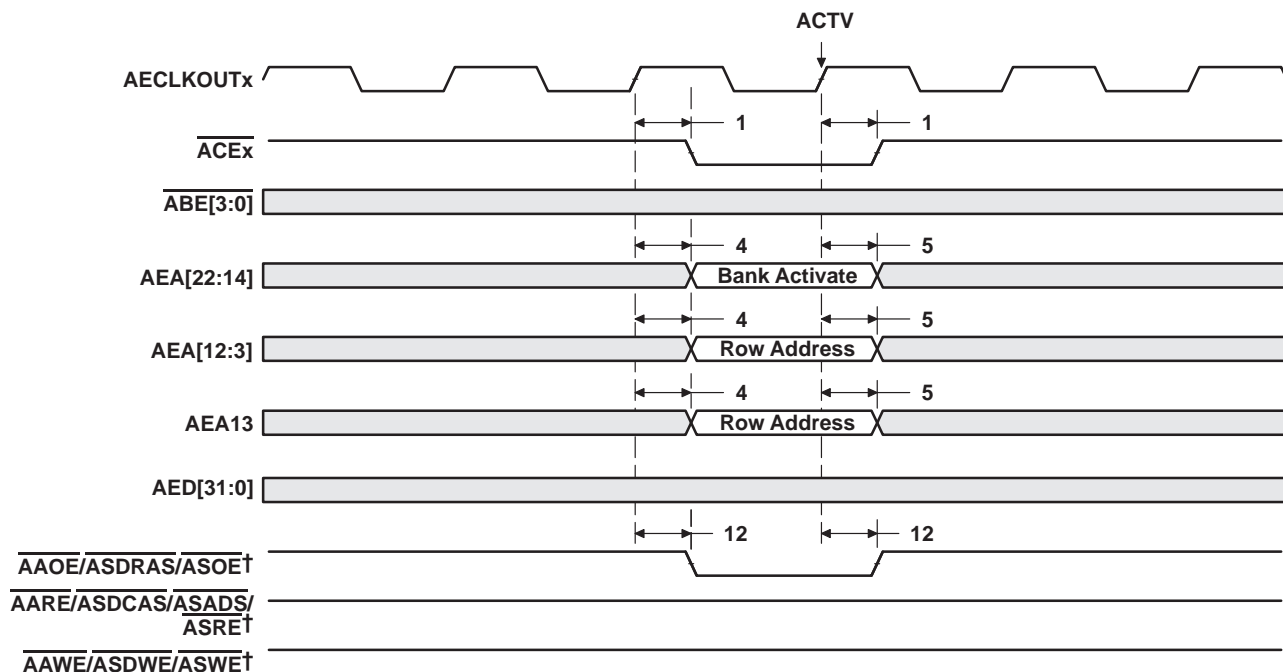 ACTV
AECLKOUTx
1 1
ACEx
ABE[3:0]
4 5
AEA[22:14] Bank Activate
4 5
AEA[12:3] Row Address
4 5
AEA13 Row Address
AED[31:0]
12 12
AAOE/ASDRAS/ASOE†
AARE/ASDCAS/ASADS/
ASRE†
AAWE/ASDWE/ASWE†